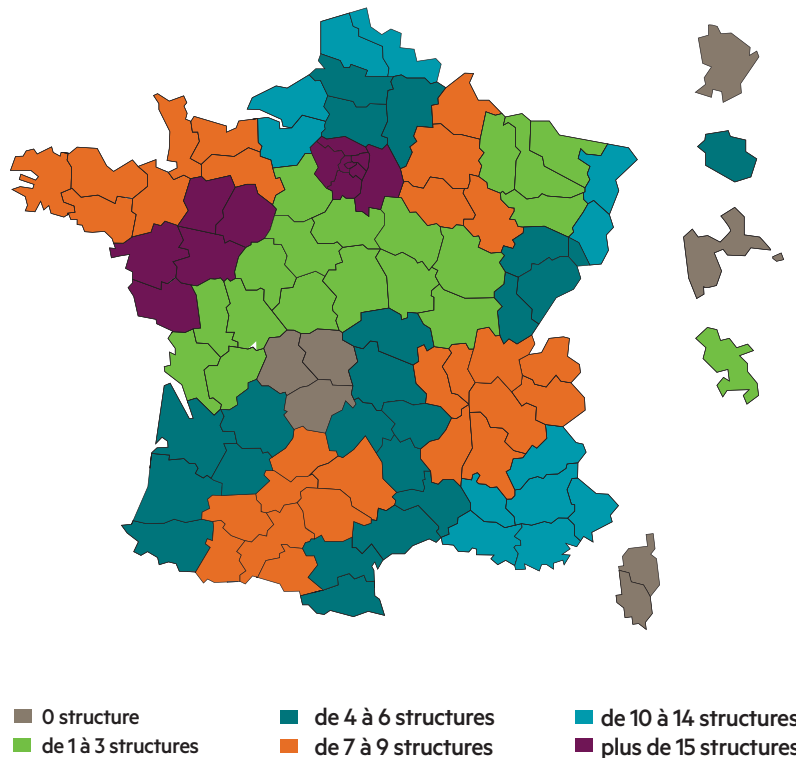 0 structure
de 1 à 3 structures
de 4 à 6 structures
de 7 à 9 structures
de 10 à 14 structures
plus de 15 structures